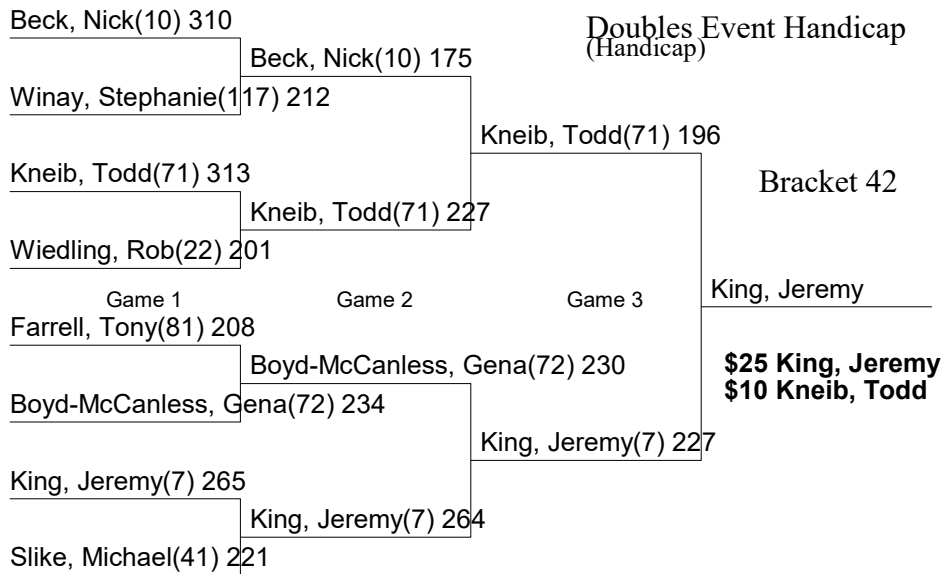 Beck, Nick(10) 310
Doubles Event Handicap
(Handicap)
Beck, Nick(10) 175
Winay, Stephanie(117) 212
Kneib, Todd(71) 196
Kneib, Todd(71) 313
Bracket 42
Kneib, Todd(71) 227
Wiedling, Rob(22) 201
Game 1
Game 2
Game 3
King, Jeremy
Farrell, Tony(81) 208
Boyd-McCanless, Gena(72) 230
$25 King, Jeremy
$10 Kneib, Todd
Boyd-McCanless, Gena(72) 234
King, Jeremy(7) 227
King, Jeremy(7) 265
King, Jeremy(7) 264
Slike, Michael(41) 221